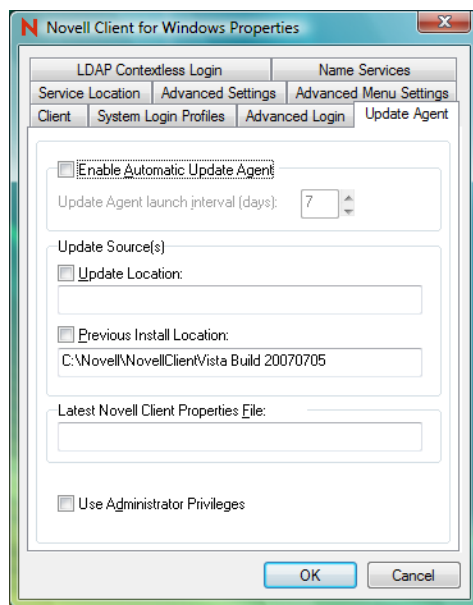 Novell Client for Windows Properties
LDAP Contextless Login Name Services
Service Location Advanced Settings Advanced Menu Settings
Client System Login Profiles Advanced Login Update Agent
Enable Automatic Update Agent
Update Agent launch interval (days): 7
Update Source(s)
Update Location:
Previous Install Location:
C:\Novell\NovellClientVista Build 20070705
Latest Novell Client Properties File:
Use Administrator Privileges
OK Cancel